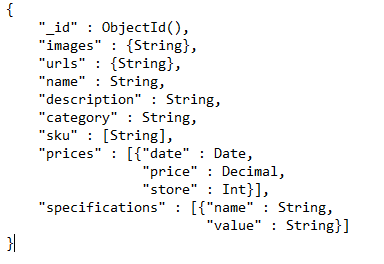 {
    "_id" : ObjectId(),
    "images" : {String},
    "urls" : {String},
    "name" : String,
    "description" : String,
    "category" : String,
    "sku" : [String],
    "prices" : [{"date" : Date,
                 "price" : Decimal,
                 "store" : Int}],
    "specifications" : [{"name" : String,
                         "value" : String}]
}